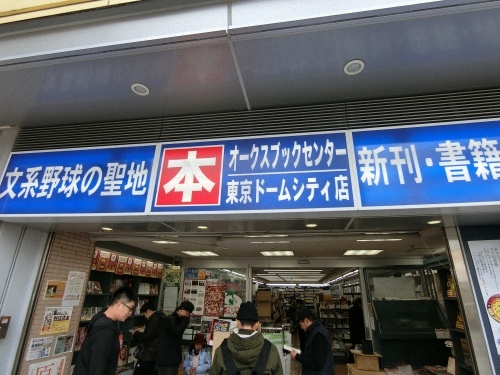 文系野球の聖地
本
オークスブックセンター
東京ドームシティ店
新刊・書籍